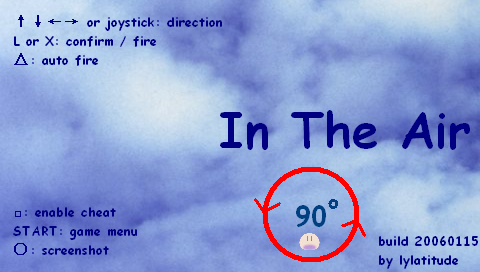 ↑ ↓ ← → or joystick: direction
L or X: confirm / fire
△: auto fire
In The Air
90°
□: enable cheat
START: game menu
○: screenshot
build 20060115
by lylatitude